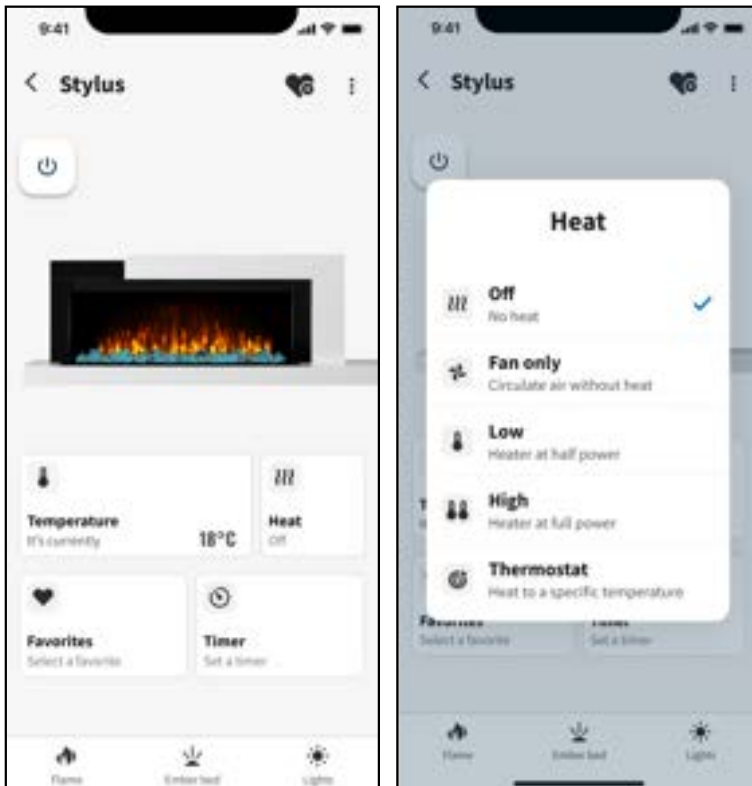 9:41
Stylus
Temperature
It's currently
18°C
Heat
Off
Favorites
Select a favorite
Timer
Set a timer
Flame
Ember bed
Lights
9:41
Stylus
Heat
Off
No heat
Fan only
Circulate air without heat
Low
Heater at half power
High
Heater at full power
Thermostat
Heat to a specific temperature
Favorites
Timer
Select a favorite
Set a timer
Flame
Ember bed
Lights